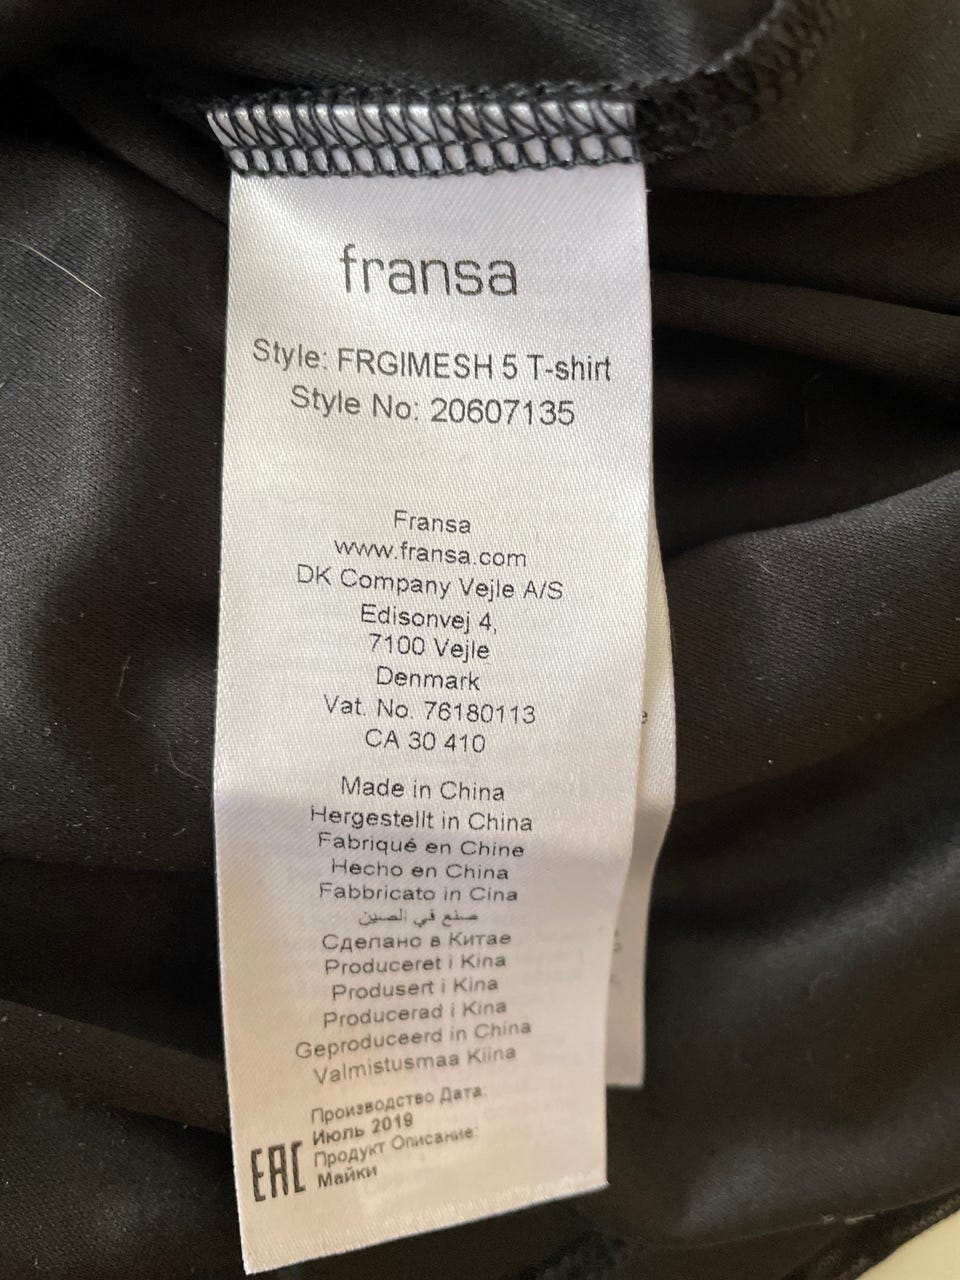 fransa
Style: FRGIMESH 5 T-shirt
Style No: 20607135
Fransa
www.fransa.com
DK Company Vejle A/S
Edisonvej 4,
7100 Vejle
Denmark
Vat. No. 76180113
CA 30 410
Made in China
Hergestellt in China
Fabriqué en Chine
Hecho en China
Fabbricato in Cina
صنع في الصين
Сделано в Китае
Produceret i Kina
Produsert i Kina
Producerad i Kina
Geproduceerd in China
Valmistusmaa Kiina
Производство Дата:
Июль 2019
Продукт Описание:
Майки
EAC